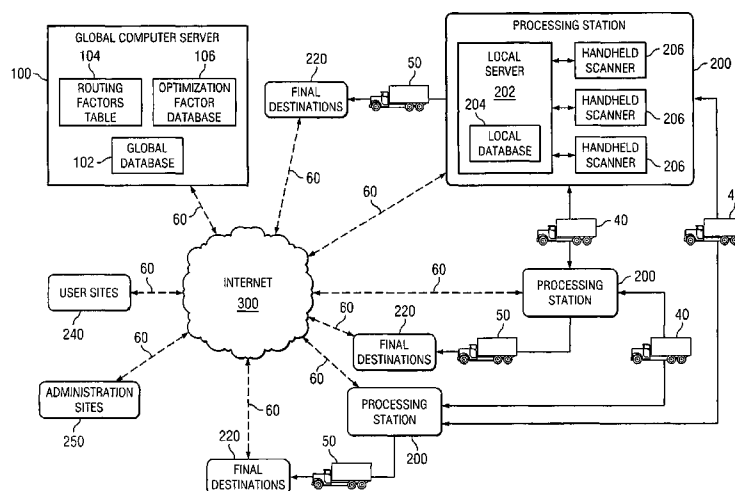 GLOBAL COMPUTER SERVER
100
104
ROUTING
FACTORS
TABLE
106
OPTIMIZATION
FACTOR
DATABASE
102
GLOBAL
DATABASE
220
FINAL
DESTINATIONS
50
PROCESSING STATION
LOCAL
SERVER
202
204
LOCAL
DATABASE
HANDHELD
SCANNER
206
HANDHELD
SCANNER
206
HANDHELD
SCANNER
206
200
60
60
60
40
USER SITES
240
60
INTERNET
300
60
PROCESSING
STATION
200
60
220
FINAL
DESTINATIONS
50
40
60
ADMINISTRATION
SITES
250
60
60
PROCESSING
STATION
200
220
FINAL
DESTINATIONS
50